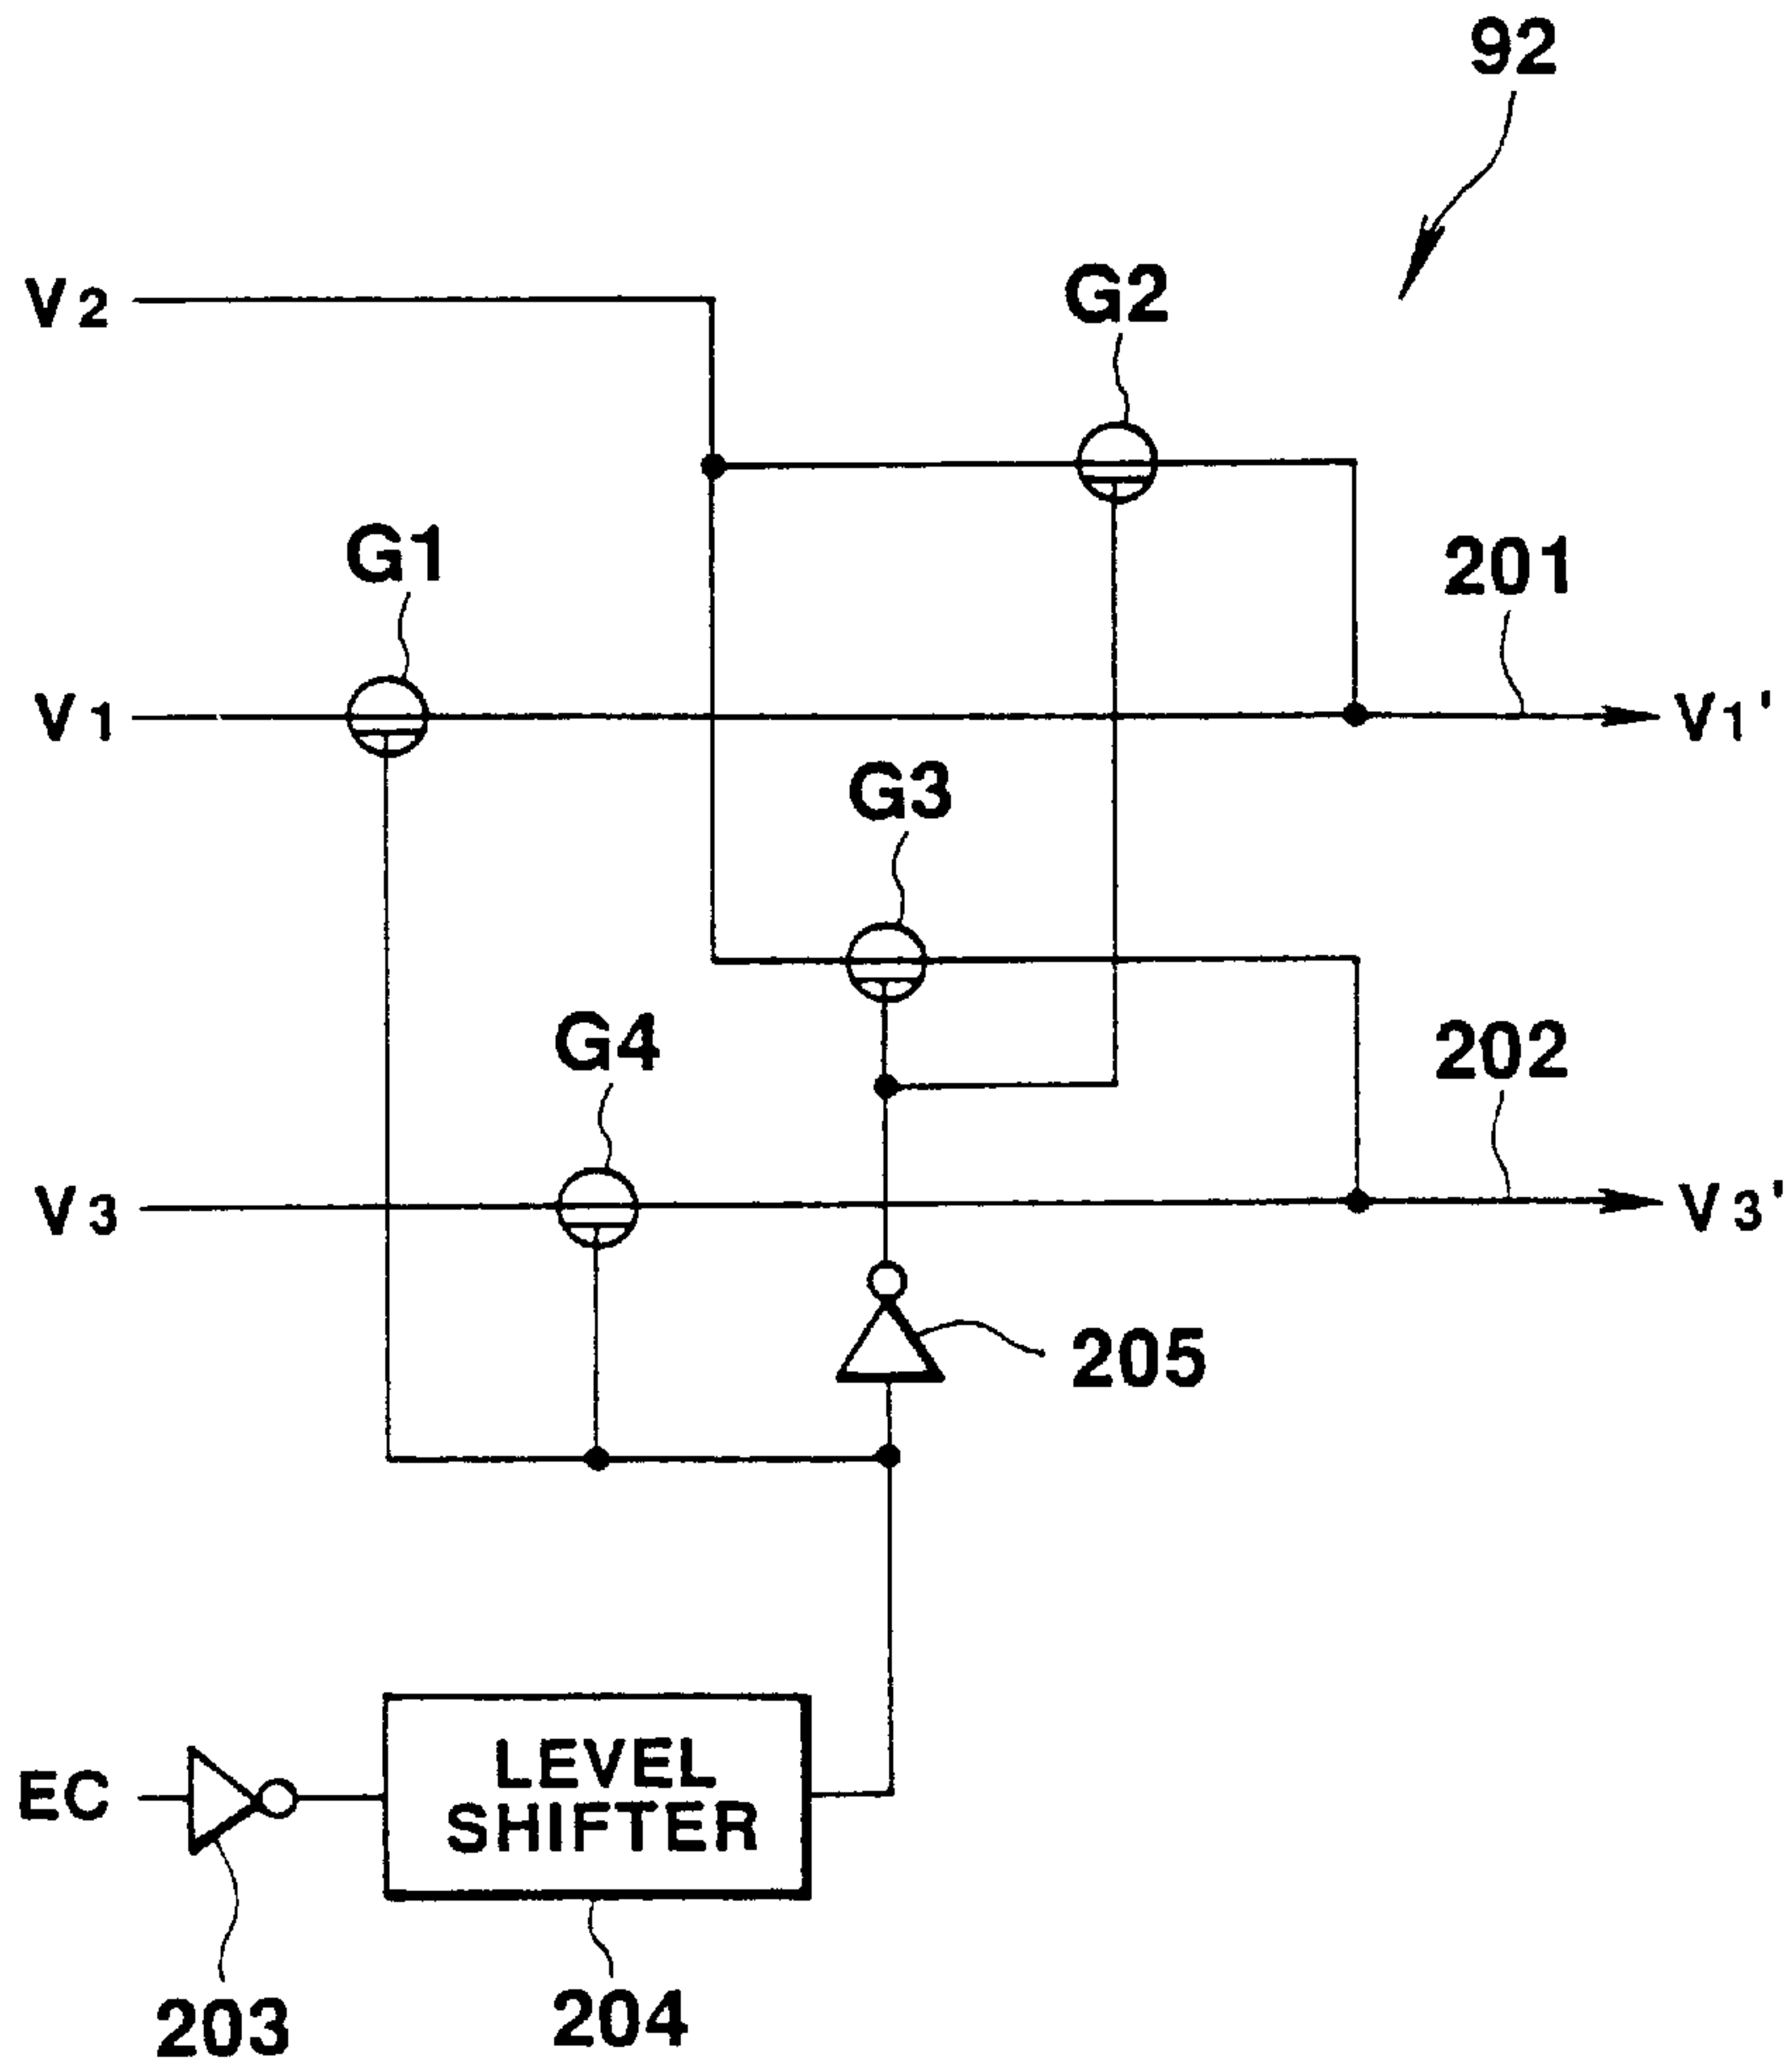 92
V2
G2
G1
201
V1
V1'
G3
G4
202
V3
V3'
205
EC
LEVEL
SHIFTER
203
204